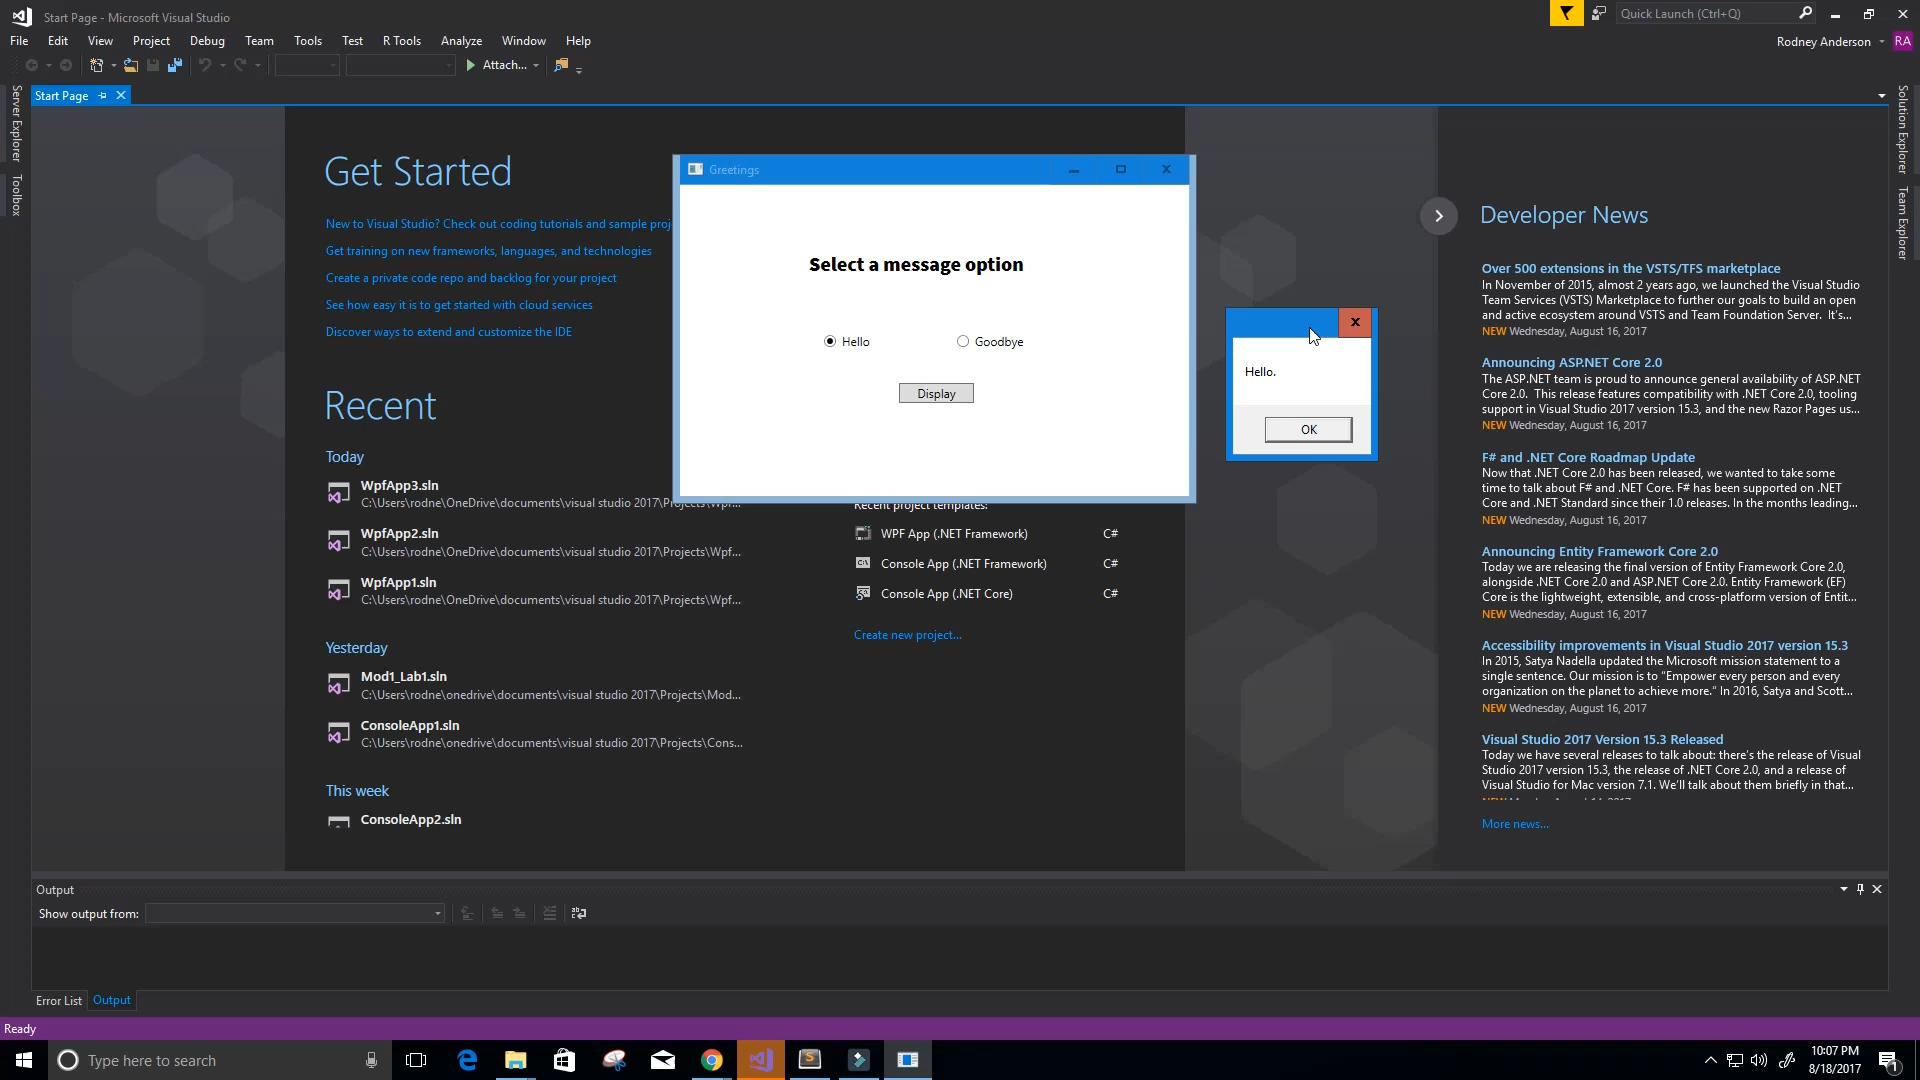 Start Page - Microsoft Visual Studio
Quick Launch (Ctrl+Q)
File Edit View Project Debug Team Tools Test R Tools Analyze Window Help
Rodney Anderson
RA
Attach...
Start Page
Server Explorer
Toolbox
Solution Explorer
Team Explorer
Get Started
New to Visual Studio? Check out coding tutorials and sample proj
Get training on new frameworks, languages, and technologies
Create a private code repo and backlog for your project
See how easy it is to get started with cloud services
Discover ways to extend and customize the IDE
Recent
Today
WpfApp3.sln
C:\Users\rodne\OneDrive\documents\visual studio 2017\Projects\Wpf...
WpfApp2.sln
C:\Users\rodne\OneDrive\documents\visual studio 2017\Projects\Wpf...
WpfApp1.sln
C:\Users\rodne\OneDrive\documents\visual studio 2017\Projects\Wpf...
Yesterday
Mod1_Lab1.sln
C:\Users\rodne\onedrive\documents\visual studio 2017\Projects\Mod...
ConsoleApp1.sln
C:\Users\rodne\onedrive\documents\visual studio 2017\Projects\Cons...
This week
ConsoleApp2.sln
Greetings
Select a message option
Hello
Goodbye
Display
Hello.
OK
Recent project templates:
WPF App (.NET Framework) C#
Console App (.NET Framework) C#
Console App (.NET Core) C#
Create new project...
Developer News
Over 500 extensions in the VSTS/TFS marketplace
In November of 2015, almost 2 years ago, we launched the Visual Studio
Team Services (VSTS) Marketplace to further our goals to build an open
and active ecosystem around VSTS and Team Foundation Server. It's...
NEW Wednesday, August 16, 2017
Announcing ASP.NET Core 2.0
The ASP.NET team is proud to announce general availability of ASP.NET
Core 2.0. This release features compatibility with .NET Core 2.0, tooling
support in Visual Studio 2017 version 15.3, and the new Razor Pages us...
NEW Wednesday, August 16, 2017
F# and .NET Core Roadmap Update
Now that .NET Core 2.0 has been released, we wanted to take some
time to talk about F# and .NET Core. F# has been supported on .NET
Core and .NET Standard since their 1.0 releases. In the months leading...
NEW Wednesday, August 16, 2017
Announcing Entity Framework Core 2.0
Today we are releasing the final version of Entity Framework Core 2.0,
alongside .NET Core 2.0 and ASP.NET Core 2.0. Entity Framework (EF)
Core is the lightweight, extensible, and cross-platform version of Entit...
NEW Wednesday, August 16, 2017
Accessibility improvements in Visual Studio 2017 version 15.3
In 2015, Satya Nadella updated the Microsoft mission statement to a
single sentence. Our mission is to "Empower every person and every
organization on the planet to achieve more." In 2016, Satya and Scott...
NEW Wednesday, August 16, 2017
Visual Studio 2017 Version 15.3 Released
Today we have several releases to talk about: there's the release of Visual
Studio 2017 version 15.3, the release of .NET Core 2.0, and a release of
Visual Studio for Mac version 7.1. We'll talk about them briefly in that...
More news...
Output
Show output from:
Error List
Output
Ready
Type here to search
10:07 PM
8/18/2017
1